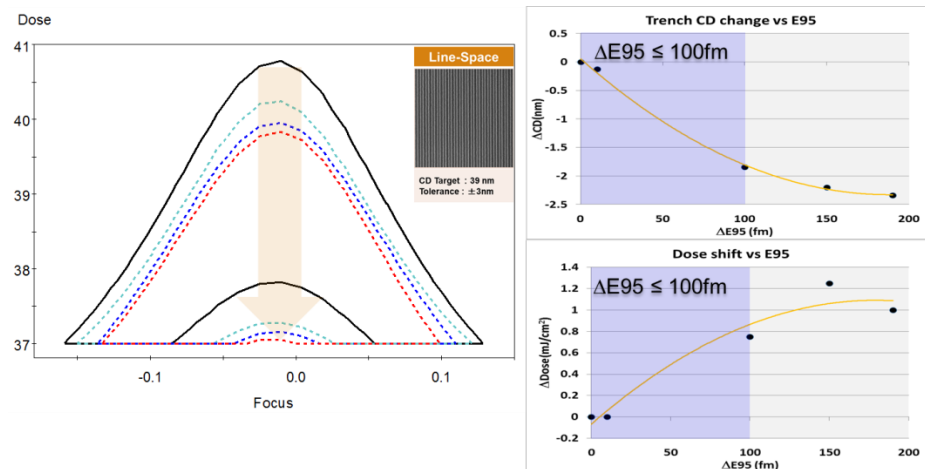 Dose
41
40
39
38
37
-0.1
0.0
0.1
Focus
Line-Space
CD Target : 39 nm
Tolerance : ±3nm
Trench CD change vs E95
ΔE95 ≤ 100fm
0.5
0
-0.5
-1
-1.5
-2
-2.5
ΔCD(nm)
0
50
100
150
200
ΔE95 (fm)
Dose shift vs E95
ΔE95 ≤ 100fm
1.4
1.2
1
0.8
0.6
0.4
0.2
0
-0.2
ΔDose(mJ/cm²)
0
50
100
150
200
ΔE95 (fm)